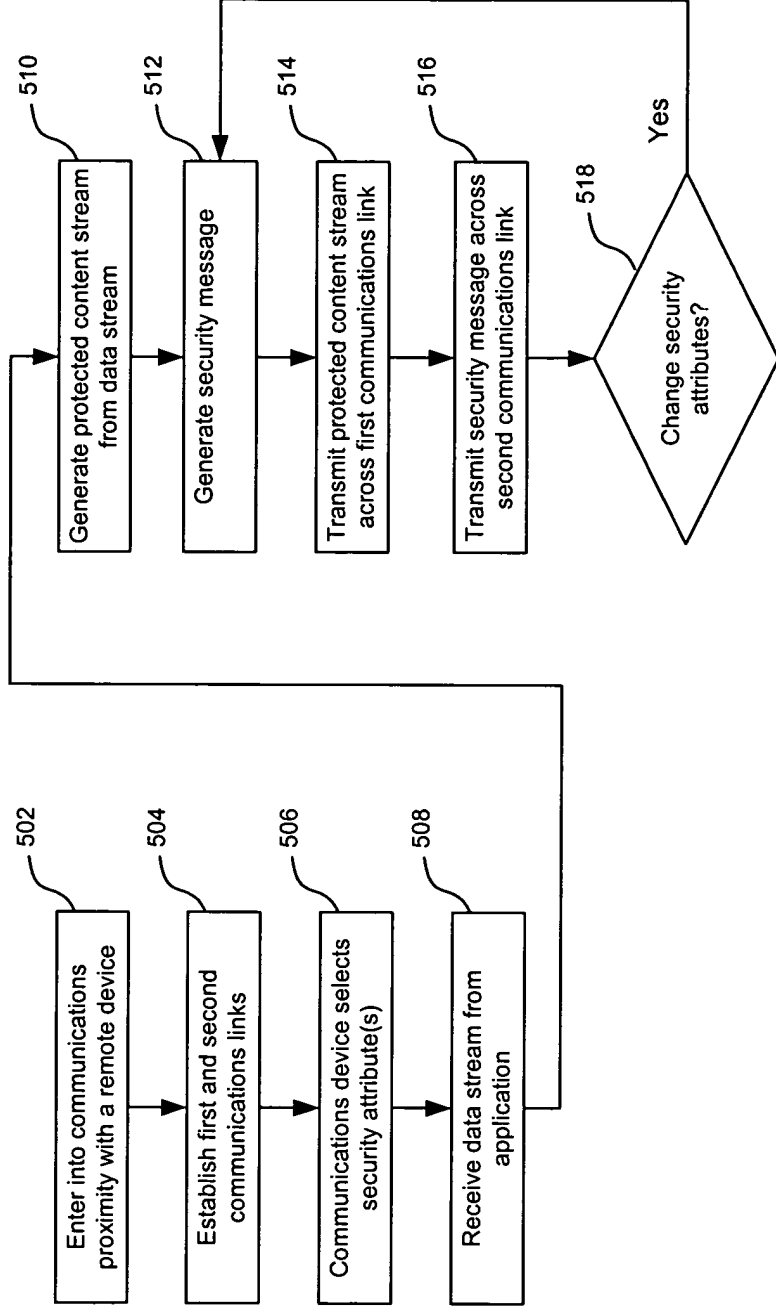 502
Enter into communications
proximity with a remote device
504
Establish first and second
communications links
506
Communications device selects
security attribute(s)
508
Receive data stream from
application
510
Generate protected content stream
from data stream
512
Generate security message
514
Transmit protected content stream
across first communications link
516
Transmit security message across
second communications link
518
Change security
attributes?
Yes